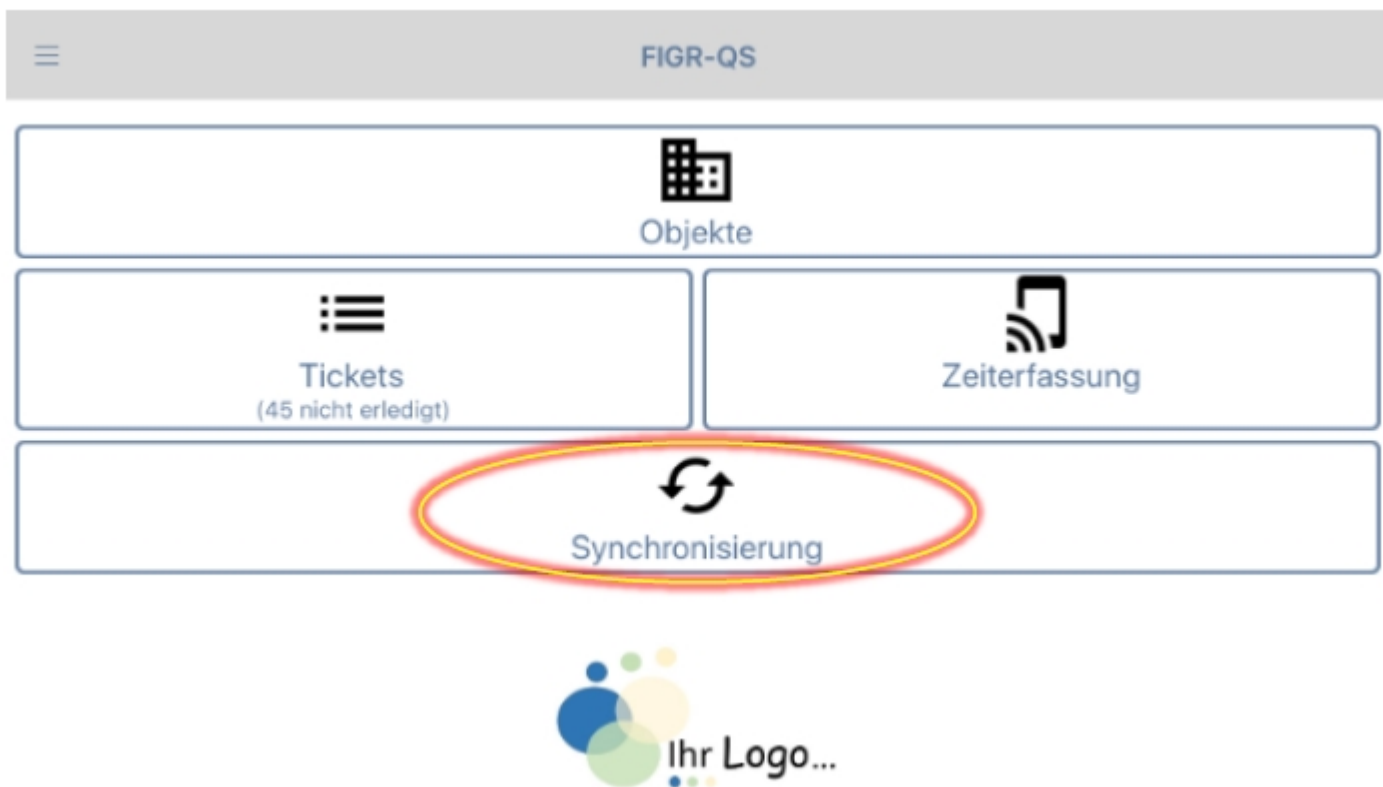 FIGR-QS
Objekte
Tickets
(45 nicht erledigt)
Zeiterfassung
Synchronisierung
Ihr Logo...